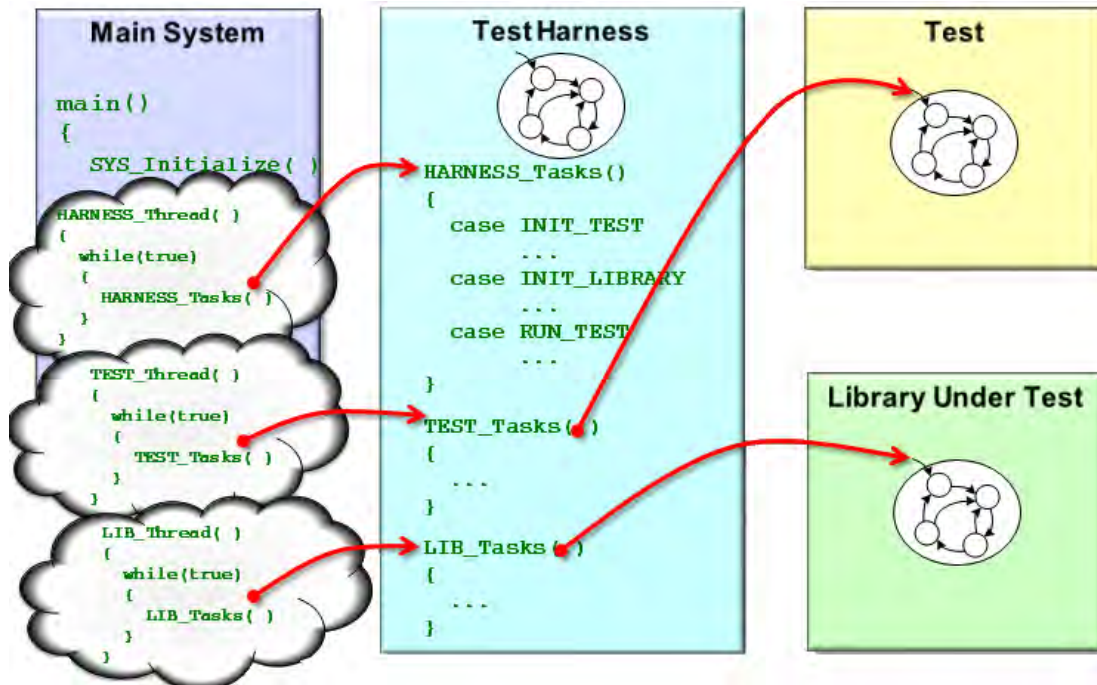 Main System
main()
{
SYS_Initialize( )
HARNESS_Thread( )
{
while(true)
{
HARNESS_Tasks( )
}
}
TEST_Thread( )
{
while(true)
{
TEST_Tasks( )
}
}
LIB_Thread( )
{
while(true)
{
LIB_Tasks( )
}
}
Test Harness
HARNESS_Tasks()
{
case INIT_TEST
...
case INIT_LIBRARY
...
case RUN_TEST
...
}
TEST_Tasks( )
{
...
}
LIB_Tasks( )
{
...
}
Test
Library Under Test